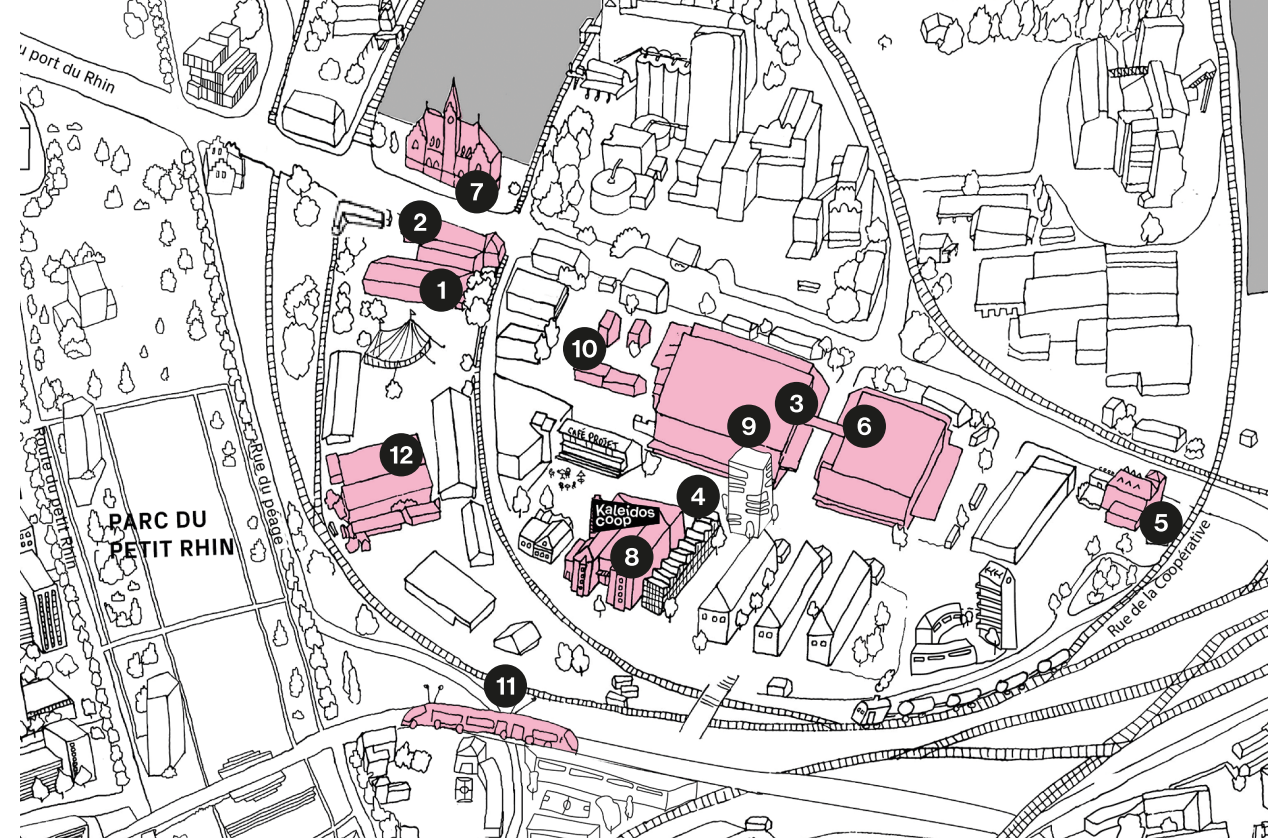 u port du Rhin
7
2
1
10
3
9
6
CAFÉ PROJET
12
4
Kaleidos
coop
5
PARC DU
PETIT RHIN
Rue du péage
Rue du petit Rhin
8
Rue de la Coopérative
11